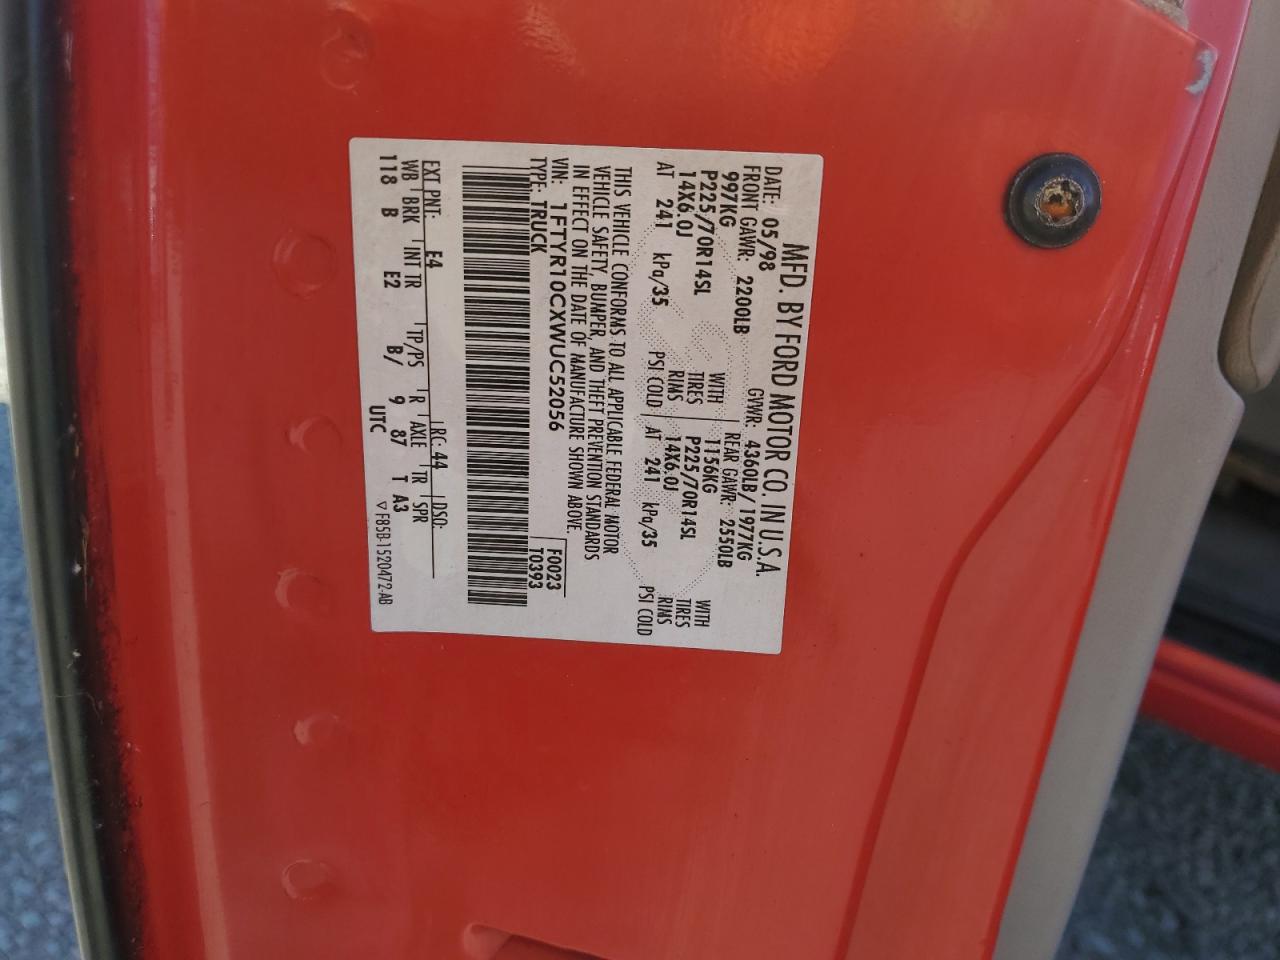 MFD. BY FORD MOTOR CO. IN U.S.A.
DATE: 05/98 GVWR: 4360LB/ 1977KG
FRONT GAWR: 2200LB REAR GAWR: 2550LB
997KG WITH 1156KG WITH
P225/70R14SL TIRES P225/70R14SL TIRES
14X6.0J RIMS 14X6.0J RIMS
AT 241 kPa/35 PSI COLD AT 241 kPa/35 PSI COLD
THIS VEHICLE CONFORMS TO ALL APPLICABLE FEDERAL MOTOR
VEHICLE SAFETY, BUMPER, AND THEFT PREVENTION STANDARDS
IN EFFECT ON THE DATE OF MANUFACTURE SHOWN ABOVE.
VIN: 1FTYR10CXWUC52056 F0023
TYPE: TRUCK T0393
EXT PNT: E4 RC: 44 DSO:
WB BRK INT TR TP/PS R AXLE TR SPR
118 B E2 B/ 9 87 T A3
UTC ▽ F85B-1520472-AB